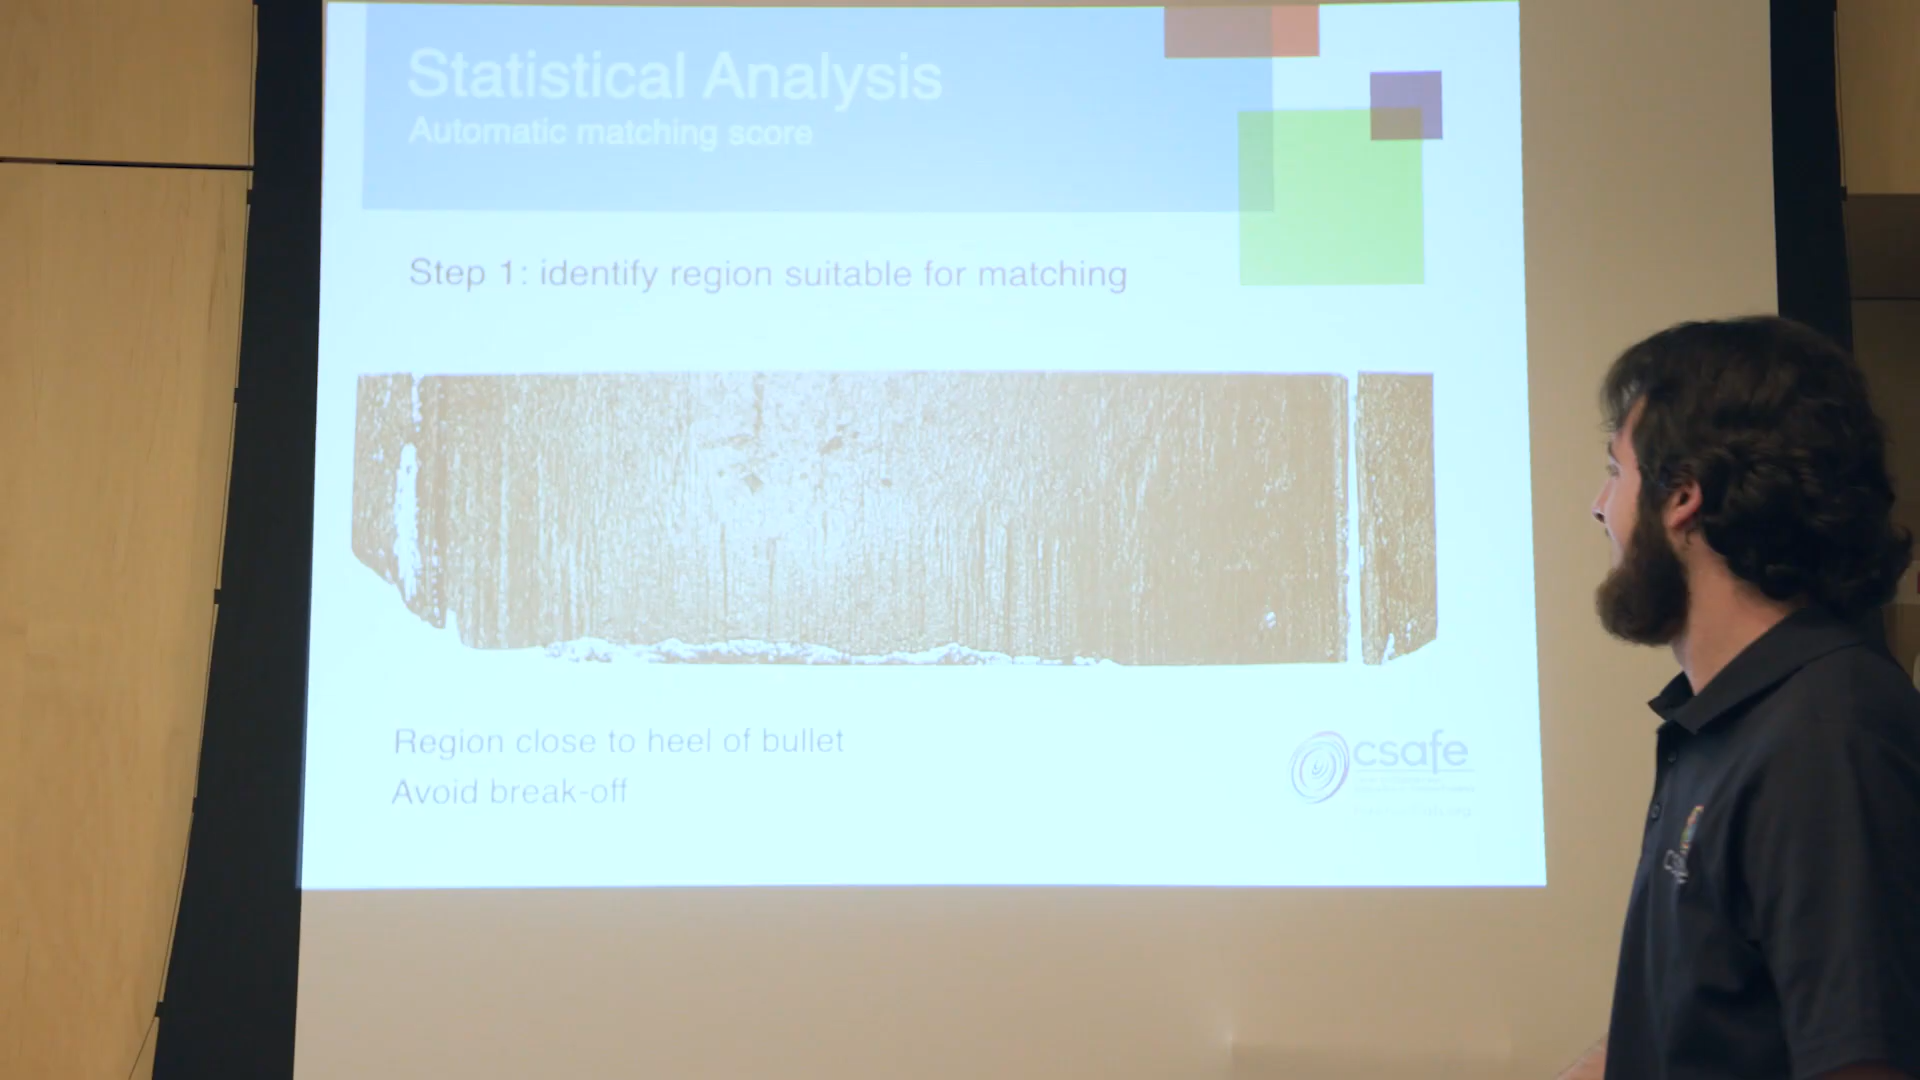 Statistical Analysis
Automatic matching score
Step 1: identify region suitable for matching
Region close to heel of bullet
Avoid break-off
csafe